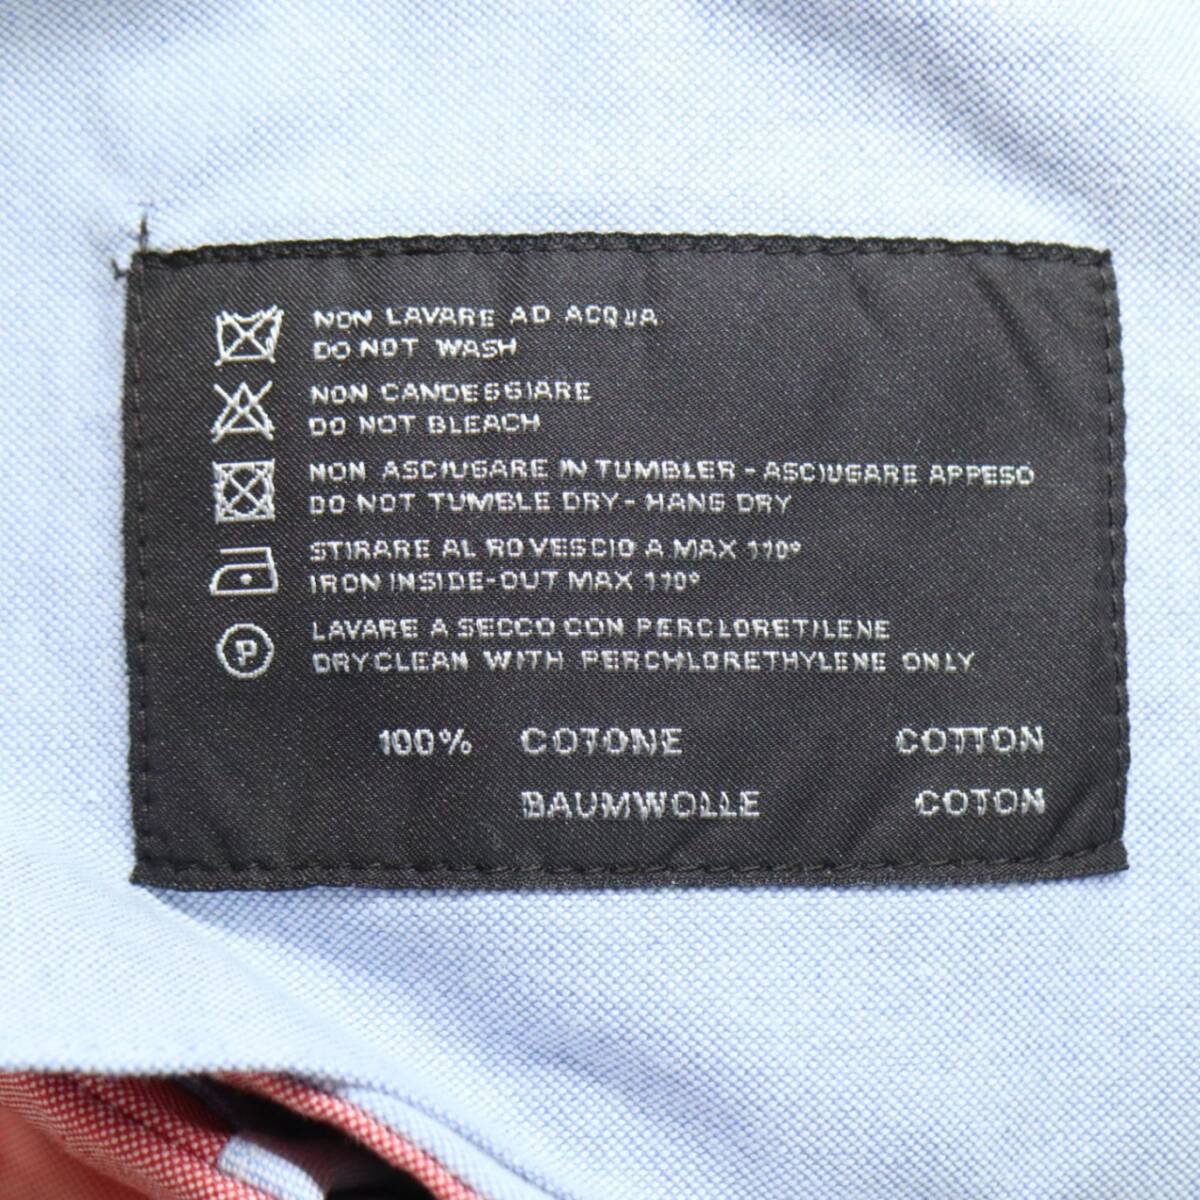 NON LAVARE AD ACQUA
DO NOT WASH
NON CANDEGGIARE
DO NOT BLEACH
NON ASCIUGARE IN TUMBLER - ASCIUGARE APPESO
DO NOT TUMBLE DRY - HANG DRY
STIRARE AL ROVESCIO A MAX 110°
IRON INSIDE-OUT MAX 110°
P LAVARE A SECCO CON PERCLORETILENE
DRYCLEAN WITH PERCHLORETHYLENE ONLY
100% COTONE COTTON
BAUMWOLLE COTON